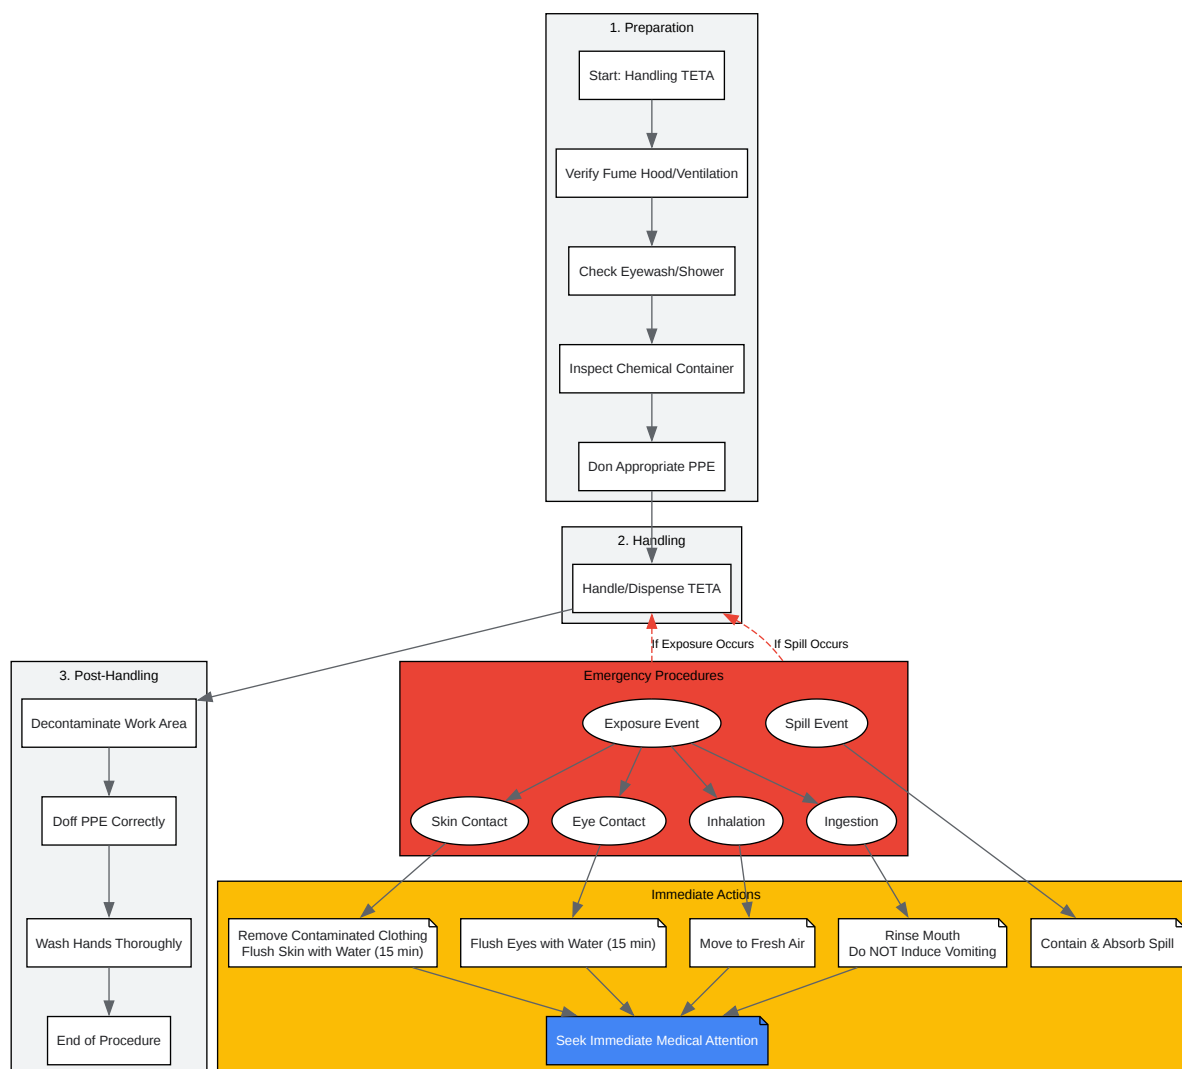 1. Preparation
Start: Handling TETA
Verify Fume Hood/Ventilation
Check Eyewash/Shower
Inspect Chemical Container
Don Appropriate PPE
2. Handling
Handle/Dispense TETA
If Exposure Occurs
If Spill Occurs
3. Post-Handling
Decontaminate Work Area
Doff PPE Correctly
Wash Hands Thoroughly
End of Procedure
Emergency Procedures
Exposure Event
Spill Event
Skin Contact
Eye Contact
Inhalation
Ingestion
Immediate Actions
Remove Contaminated Clothing
Flush Skin with Water (15 min)
Flush Eyes with Water (15 min)
Move to Fresh Air
Rinse Mouth
Do NOT Induce Vomiting
Contain & Absorb Spill
Seek Immediate Medical Attention